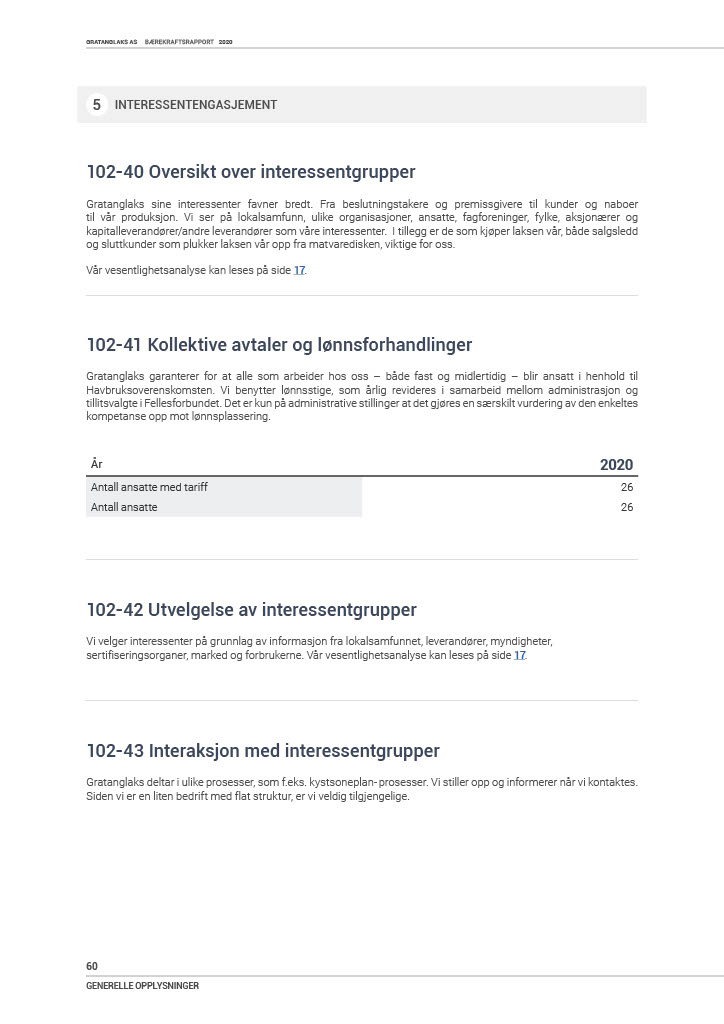 GRATANGLAKS AS BÆREKRAFTSRAPPORT 2020
5 INTERESSENTENGASJEMENT
102-40 Oversikt over interessentgrupper
Gratanglaks sine interessenter favner bredt. Fra beslutningstakere og premissgivere til kunder og naboer
til vår produksjon. Vi ser på lokalsamfunn, ulike organisasjoner, ansatte, fagforeninger, fylke, aksjonærer og
kapitalleverandører/andre leverandører som våre interessenter. I tillegg er de som kjøper laksen vår, både salgsledd
og sluttkunder som plukker laksen vår opp fra matvaredisken, viktige for oss.
Vår vesentlighetsanalyse kan leses på side 17.
102-41 Kollektive avtaler og lønnsforhandlinger
Gratanglaks garanterer for at alle som arbeider hos oss – både fast og midlertidig – blir ansatt i henhold til
Havbruksoverenskomsten. Vi benytter lønnsstige, som årlig revideres i samarbeid mellom administrasjon og
tillitsvalgte i Fellesforbundet. Det er kun på administrative stillinger at det gjøres en særskilt vurdering av den enkeltes
kompetanse opp mot lønnsplassering.
År 2020
Antall ansatte med tariff 26
Antall ansatte 26
102-42 Utvelgelse av interessentgrupper
Vi velger interessenter på grunnlag av informasjon fra lokalsamfunnet, leverandører, myndigheter,
sertifiseringsorganer, marked og forbrukerne. Vår vesentlighetsanalyse kan leses på side 17.
102-43 Interaksjon med interessentgrupper
Gratanglaks deltar i ulike prosesser, som f.eks. kystsoneplan-prosesser. Vi stiller opp og informerer når vi kontaktes.
Siden vi er en liten bedrift med flat struktur, er vi veldig tilgjengelige.
60
GENERELLE OPPLYSNINGER